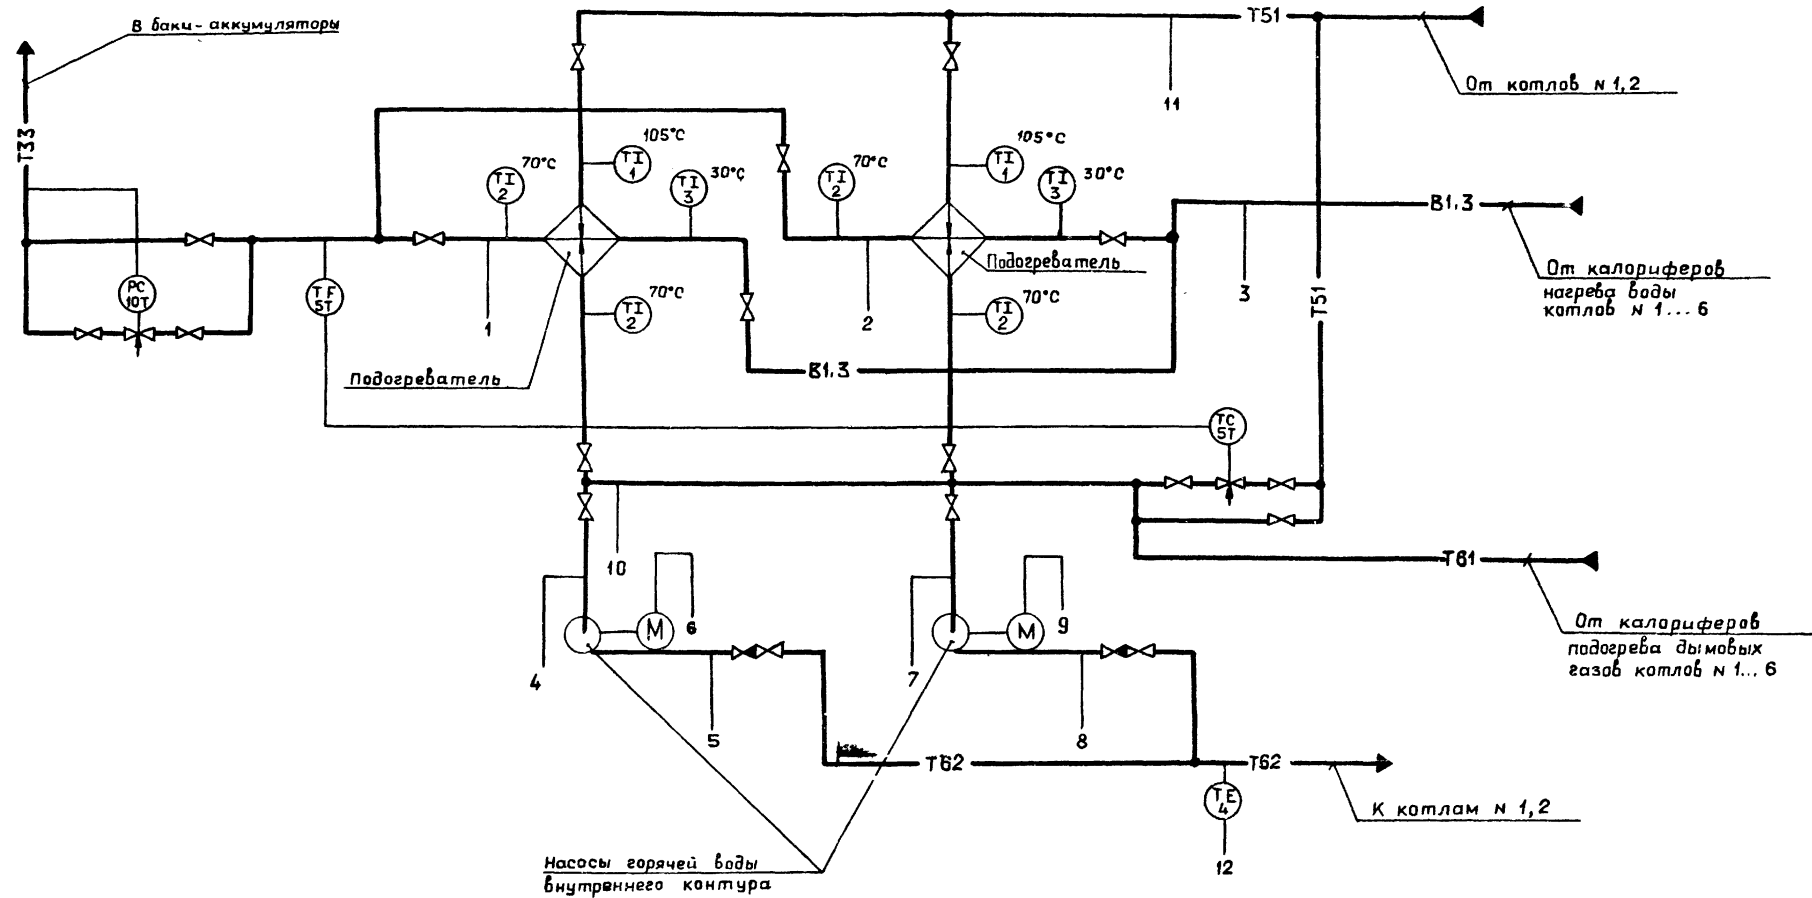 В баки-аккумуляторы
Т51
От котлов N 1,2
11
Т33
105°С
TI
1
70°С
TI
2
30°С
TI
3
105°С
TI
1
70°С
TI
2
30°С
TI
3
В1.3
От калориферов
нагрева воды
котлов N 1...6
PC
10T
TF
5T
1
70°С
TI
2
Подогреватель
2
70°С
TI
2
Подогреватель
3
Т51
В1.3
TC
5T
10
Т61
От калориферов
подогрева дымовых
газов котлов N 1... 6
4
М
6
5
7
М
9
8
Т62
Т62
К котлам N 1,2
TE
4
12
Насосы горячей воды
внутреннего контура